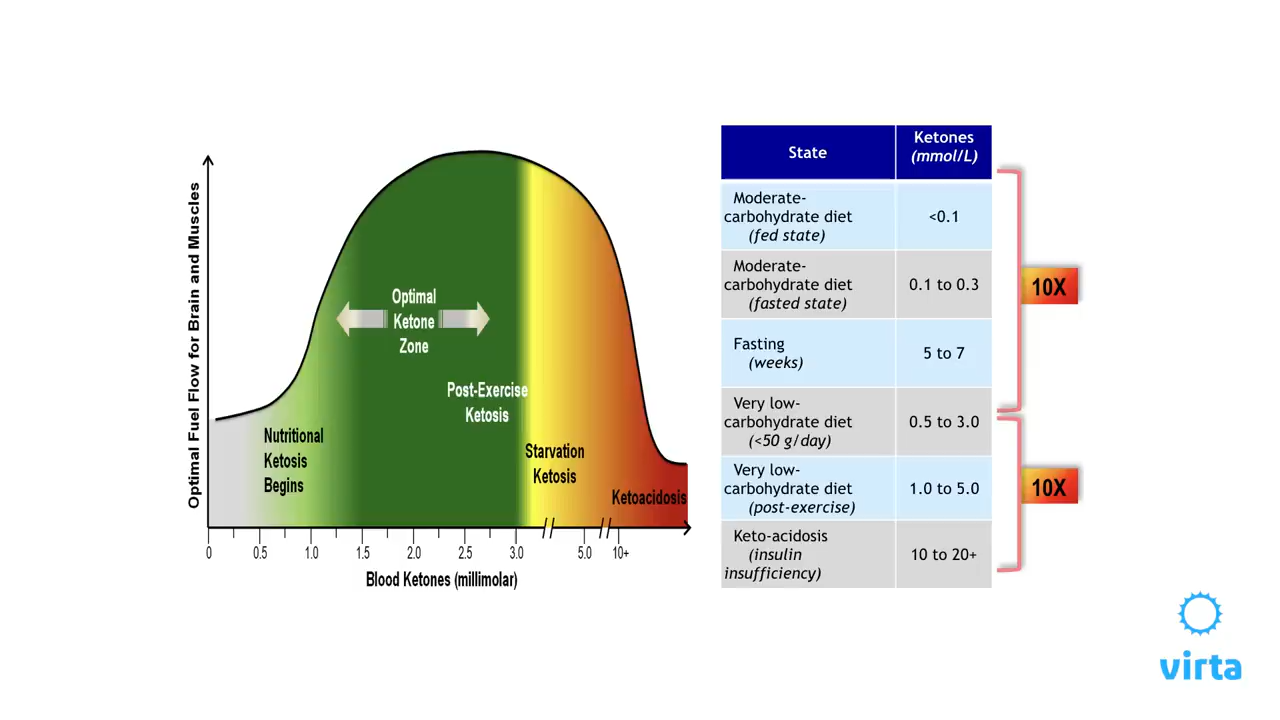 Optimal Fuel Flow for Brain and Muscles
Optimal
Ketone
Zone
Post-Exercise
Ketosis
Nutritional
Ketosis
Begins
Starvation
Ketosis
Ketoacidosis
0 0.5 1.0 1.5 2.0 2.5 3.0 5.0 10+
Blood Ketones (millimolar)
State
Ketones
(mmol/L)
Moderate-
carbohydrate diet
(fed state)
<0.1
Moderate-
carbohydrate diet
(fasted state)
0.1 to 0.3
Fasting
(weeks)
5 to 7
Very low-
carbohydrate diet
(<50 g/day)
0.5 to 3.0
Very low-
carbohydrate diet
(post-exercise)
1.0 to 5.0
Keto-acidosis
(insulin
insufficiency)
10 to 20+
10X
10X
virta